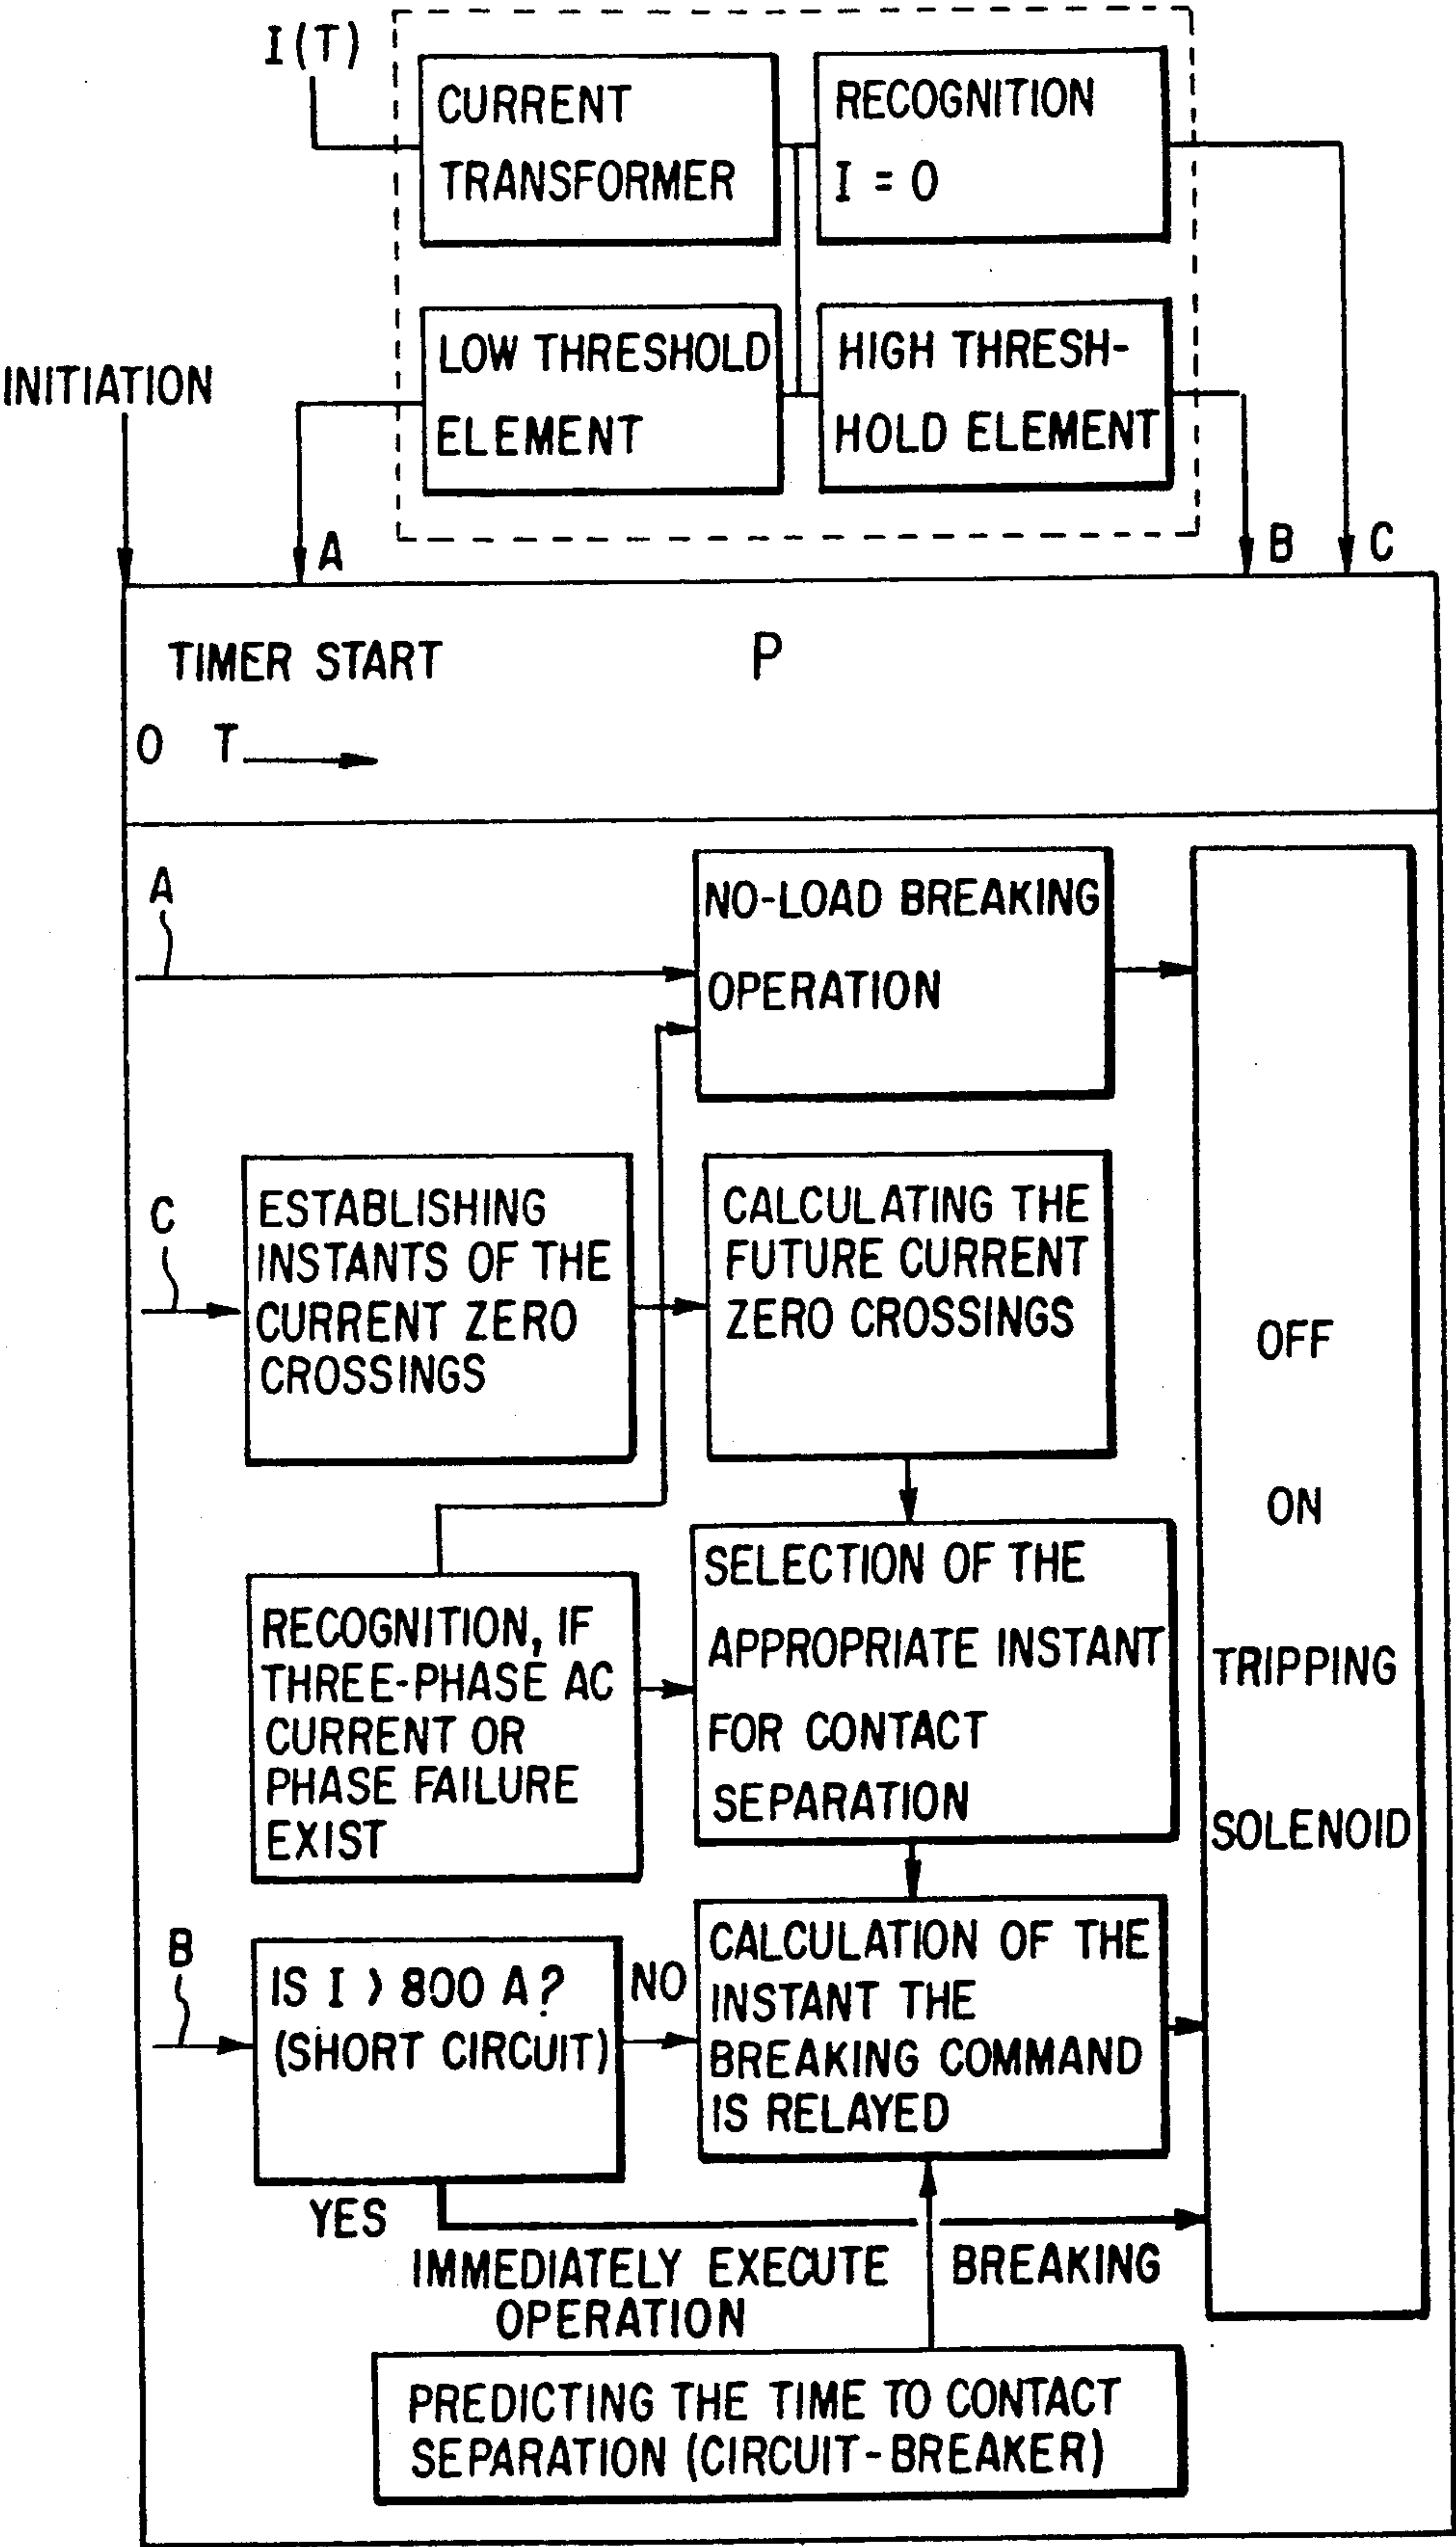 I(T)
CURRENT
TRANSFORMER
RECOGNITION
I = 0
LOW THRESHOLD
ELEMENT
HIGH THRESH-
HOLD ELEMENT
INITIATION
A
B
C
TIMER START
P
O T
A
NO-LOAD BREAKING
OPERATION
C
ESTABLISHING
INSTANTS OF THE
CURRENT ZERO
CROSSINGS
CALCULATING THE
FUTURE CURRENT
ZERO CROSSINGS
OFF
ON
TRIPPING
SOLENOID
RECOGNITION, IF
THREE-PHASE AC
CURRENT OR
PHASE FAILURE
EXIST
SELECTION OF THE
APPROPRIATE INSTANT
FOR CONTACT
SEPARATION
B
IS I > 800 A?
(SHORT CIRCUIT)
NO
YES
CALCULATION OF THE
INSTANT THE
BREAKING COMMAND
IS RELAYED
IMMEDIATELY EXECUTE BREAKING
OPERATION
PREDICTING THE TIME TO CONTACT
SEPARATION (CIRCUIT-BREAKER)